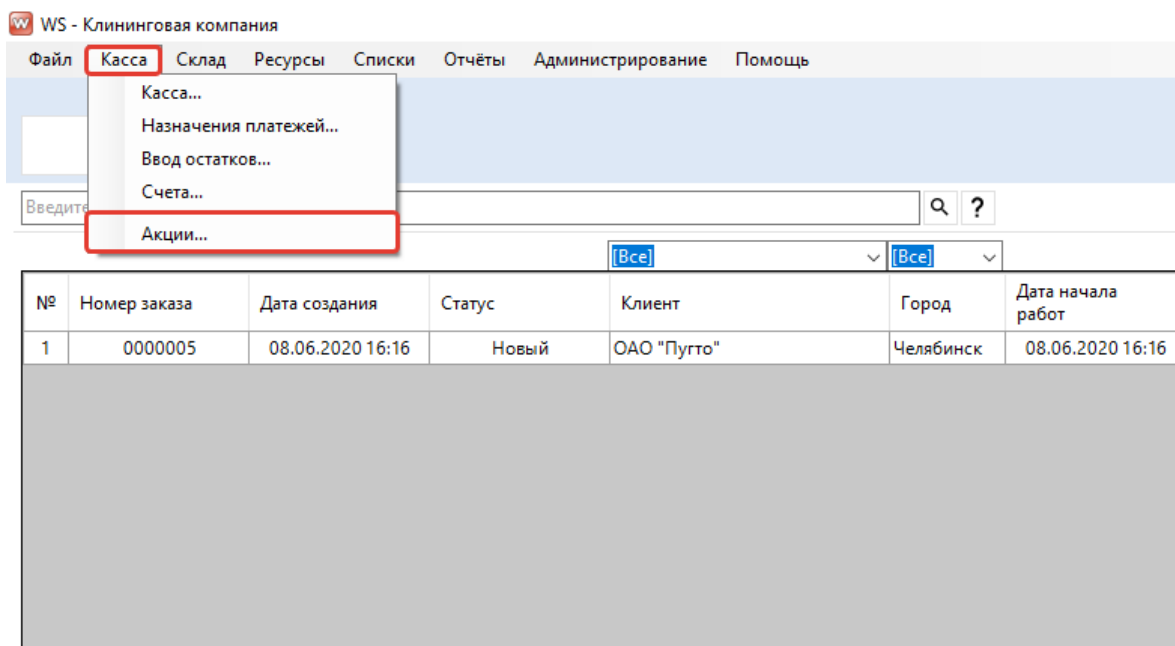 WS - Клининговая компания
Файл Касса Склад Ресурсы Списки Отчёты Администрирование Помощь
Касса...
Назначения платежей...
Ввод остатков...
Счета...
Введите ?
Акции...
[Все] [Все]
№ Номер заказа Дата создания Статус Клиент Город Дата начала
работ
1 0000005 08.06.2020 16:16 Новый ОАО "Пугто" Челябинск 08.06.2020 16:16